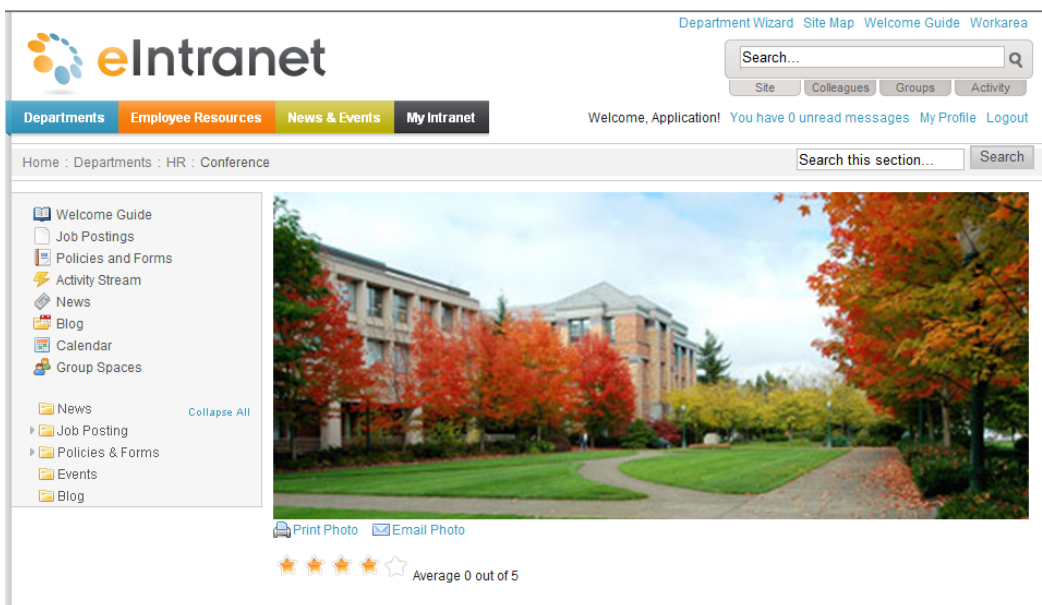 Department Wizard Site Map Welcome Guide Workarea
eIntranet
Search...
Site Colleagues Groups Activity
Departments Employee Resources News & Events My Intranet
Welcome, Application! You have 0 unread messages My Profile Logout
Home : Departments : HR : Conference
Search this section... Search
Welcome Guide
Job Postings
Policies and Forms
Activity Stream
News
Blog
Calendar
Group Spaces
News Collapse All
Job Posting
Policies & Forms
Events
Blog
Print Photo Email Photo
Average 0 out of 5